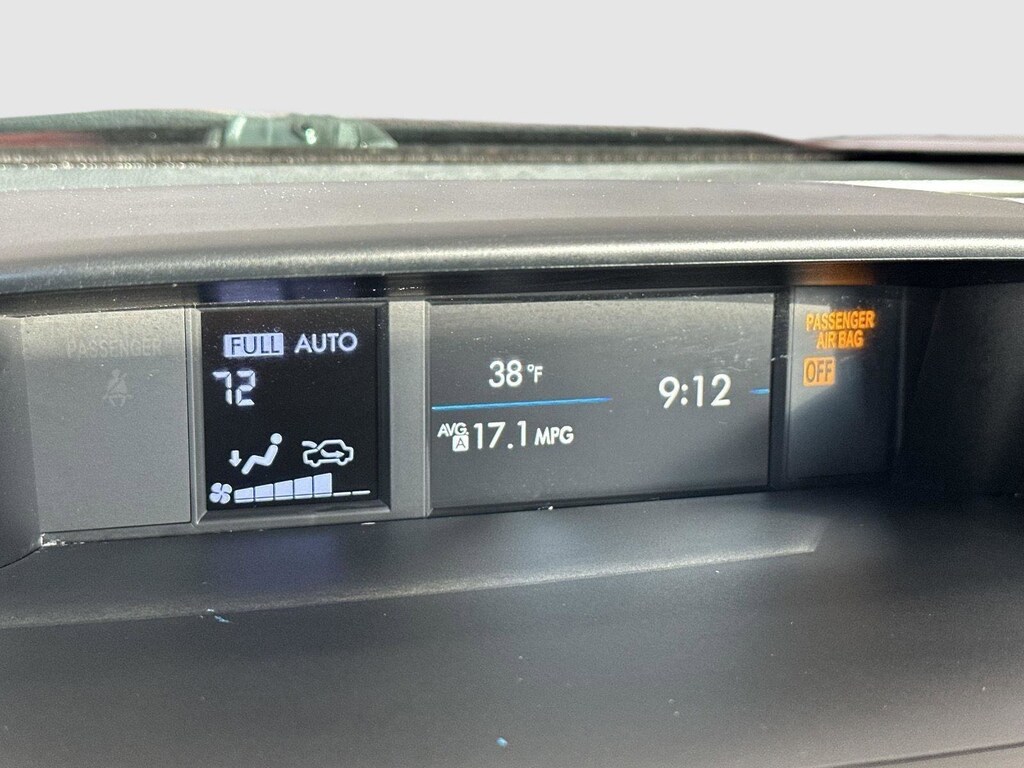 PASSENGER
FULL AUTO
72
38 °F
9:12
AVG. A 17.1 MPG
PASSENGER
AIR BAG
OFF